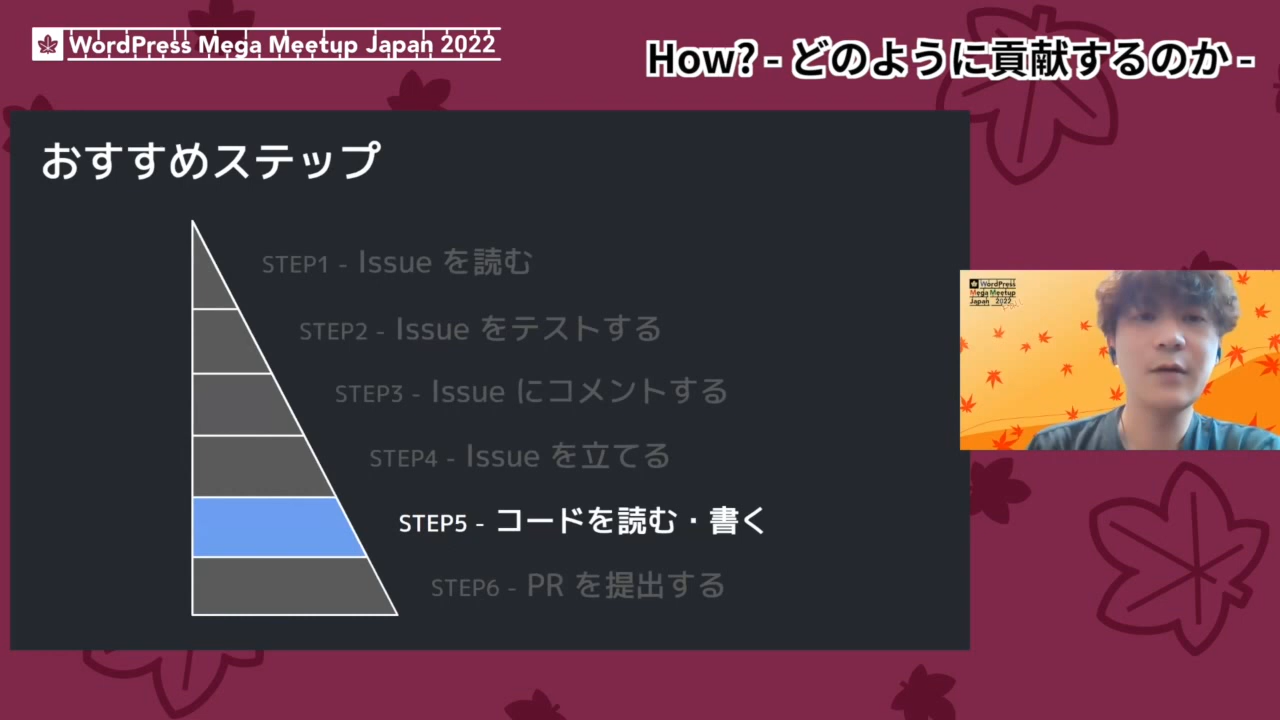 WordPress Mega Meetup Japan 2022
How? - どのように貢献するのか -
おすすめステップ
STEP1 - Issue を読む
STEP2 - Issue をテストする
STEP3 - Issue にコメントする
STEP4 - Issue を立てる
STEP5 - コードを読む・書く
STEP6 - PR を提出する
WordPress
Mega Meetup
Japan 2022